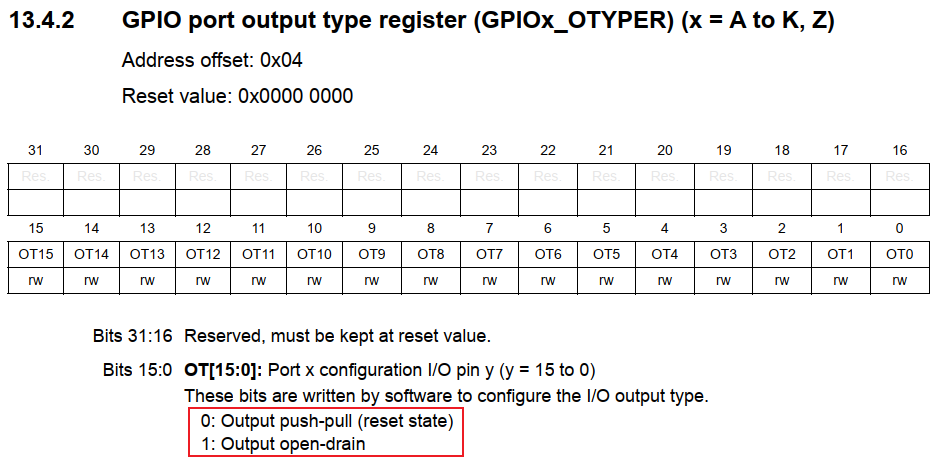 13.4.2 GPIO port output type register (GPIOx_OTYPER) (x = A to K, Z)
Address offset: 0x04
Reset value: 0x0000 0000
31 30 29 28 27 26 25 24 23 22 21 20 19 18 17 16
Res. Res. Res. Res. Res. Res. Res. Res. Res. Res. Res. Res. Res. Res. Res. Res.
15 14 13 12 11 10 9 8 7 6 5 4 3 2 1 0
OT15 OT14 OT13 OT12 OT11 OT10 OT9 OT8 OT7 OT6 OT5 OT4 OT3 OT2 OT1 OT0
rw rw rw rw rw rw rw rw rw rw rw rw rw rw rw rw
Bits 31:16 Reserved, must be kept at reset value.
Bits 15:0 OT[15:0]: Port x configuration I/O pin y (y = 15 to 0)
These bits are written by software to configure the I/O output type.
0: Output push-pull (reset state)
1: Output open-drain